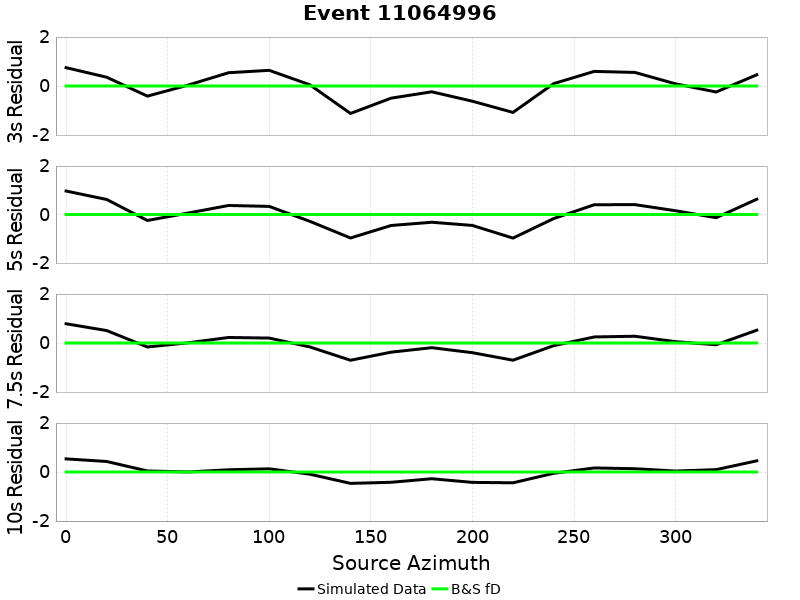 Event 11064996
3s Residual
2
0
-2
5s Residual
2
0
-2
7.5s Residual
2
0
-2
10s Residual
2
0
-2
0 50 100 150 200 250 300
Source Azimuth
Simulated Data B&S fD